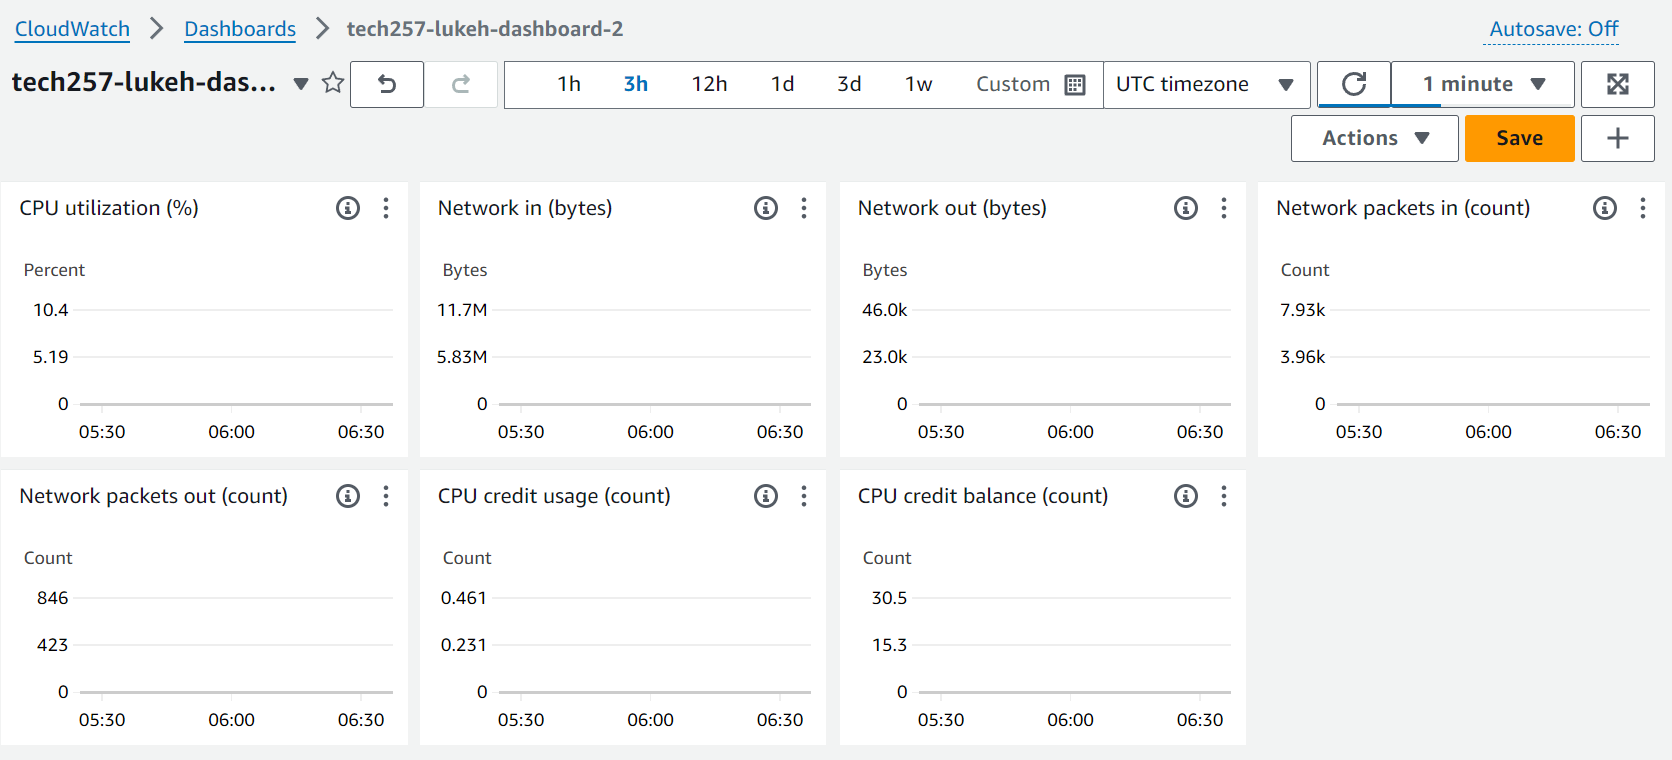 CloudWatch > Dashboards > tech257-lukeh-dashboard-2
Autosave: Off
tech257-lukeh-das...
1h 3h 12h 1d 3d 1w Custom
UTC timezone
1 minute
Actions
Save
CPU utilization (%)
Percent
10.4
5.19
0
05:30 06:00 06:30
Network in (bytes)
Bytes
11.7M
5.83M
0
05:30 06:00 06:30
Network out (bytes)
Bytes
46.0k
23.0k
0
05:30 06:00 06:30
Network packets in (count)
Count
7.93k
3.96k
0
05:30 06:00 06:30
Network packets out (count)
Count
846
423
0
05:30 06:00 06:30
CPU credit usage (count)
Count
0.461
0.231
0
05:30 06:00 06:30
CPU credit balance (count)
Count
30.5
15.3
0
05:30 06:00 06:30